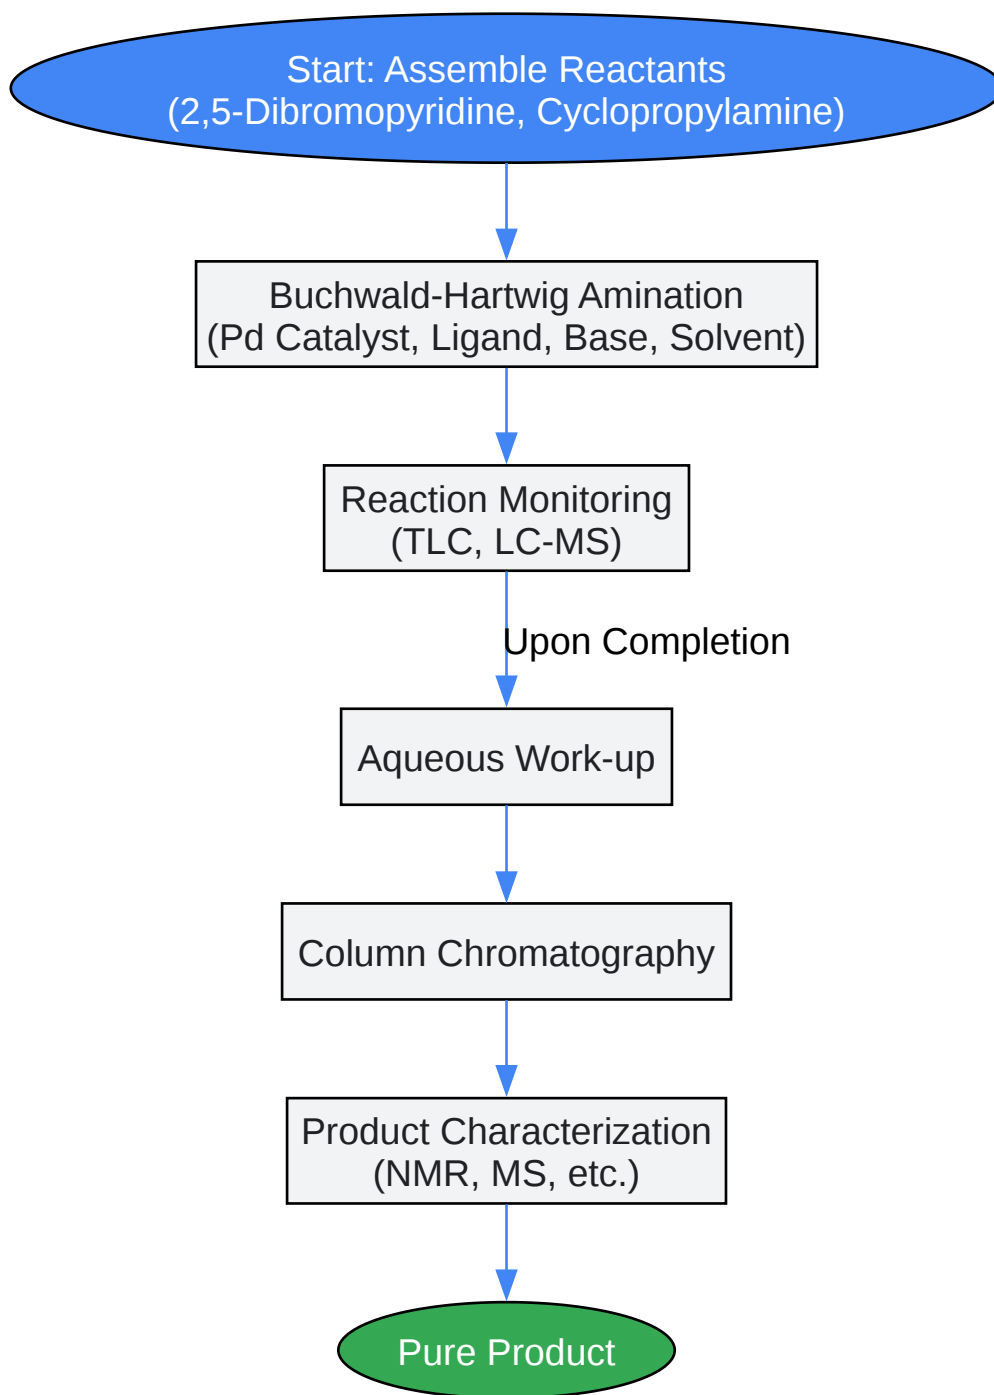 Start: Assemble Reactants
(2,5-Dibromopyridine, Cyclopropylamine)
Buchwald-Hartwig Amination
(Pd Catalyst, Ligand, Base, Solvent)
Reaction Monitoring
(TLC, LC-MS)
Upon Completion
Aqueous Work-up
Column Chromatography
Product Characterization
(NMR, MS, etc.)
Pure Product